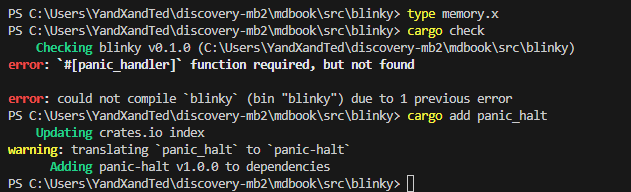 PS C:\Users\YandXandTed\discovery-mb2\mdbook\src\blinky> type memory.x
PS C:\Users\YandXandTed\discovery-mb2\mdbook\src\blinky> cargo check
    Checking blinky v0.1.0 (C:\Users\YandXandTed\discovery-mb2\mdbook\src\blinky)
error: `#[panic_handler]` function required, but not found

error: could not compile `blinky` (bin "blinky") due to 1 previous error
PS C:\Users\YandXandTed\discovery-mb2\mdbook\src\blinky> cargo add panic_halt
    Updating crates.io index
warning: translating `panic_halt` to `panic-halt`
      Adding panic-halt v1.0.0 to dependencies
PS C:\Users\YandXandTed\discovery-mb2\mdbook\src\blinky>